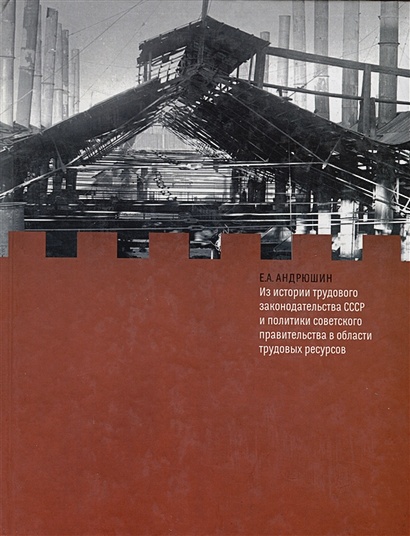 Е.А. АНДРЮШИН
Из истории трудового
законодательства СССР
и политики советского
правительства в области
трудовых ресурсов